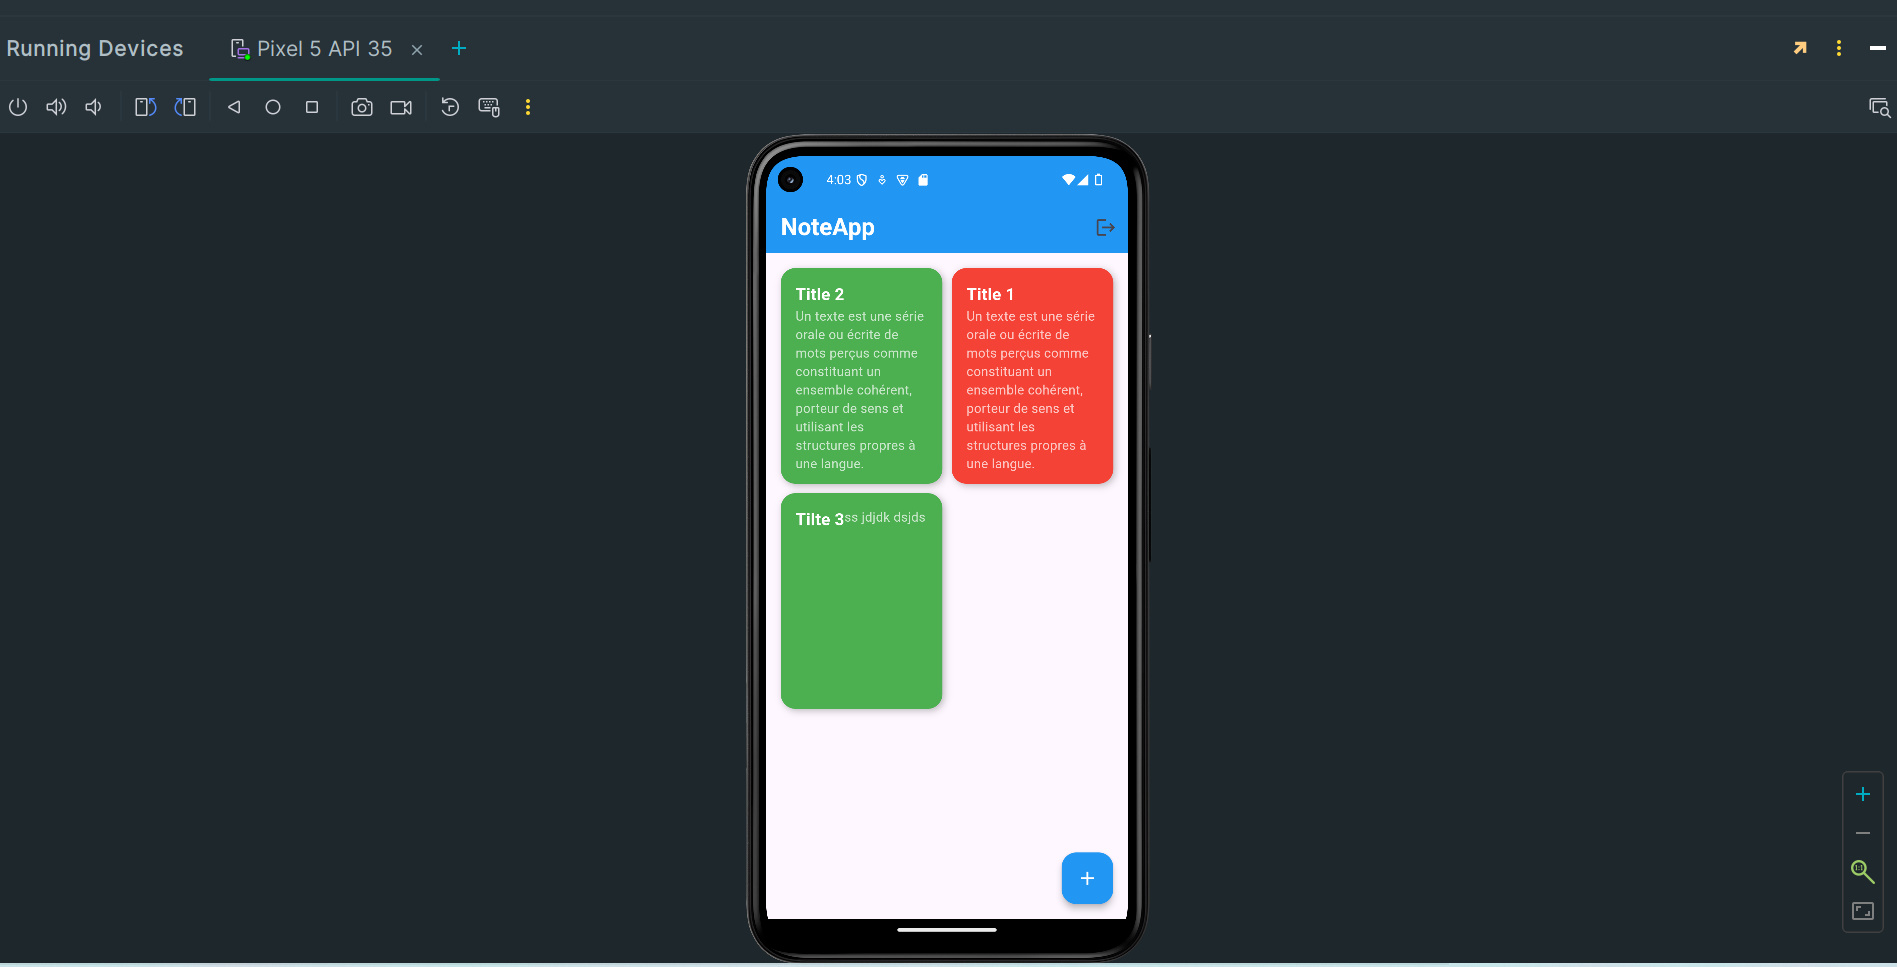 Running Devices
Pixel 5 API 35
4:03
NoteApp
Title 2
Un texte est une série
orale ou écrite de
mots perçus comme
constituant un
ensemble cohérent,
porteur de sens et
utilisant les
structures propres à
une langue.
Title 1
Un texte est une série
orale ou écrite de
mots perçus comme
constituant un
ensemble cohérent,
porteur de sens et
utilisant les
structures propres à
une langue.
Tilte 3ss jdjdk dsjds
1:1